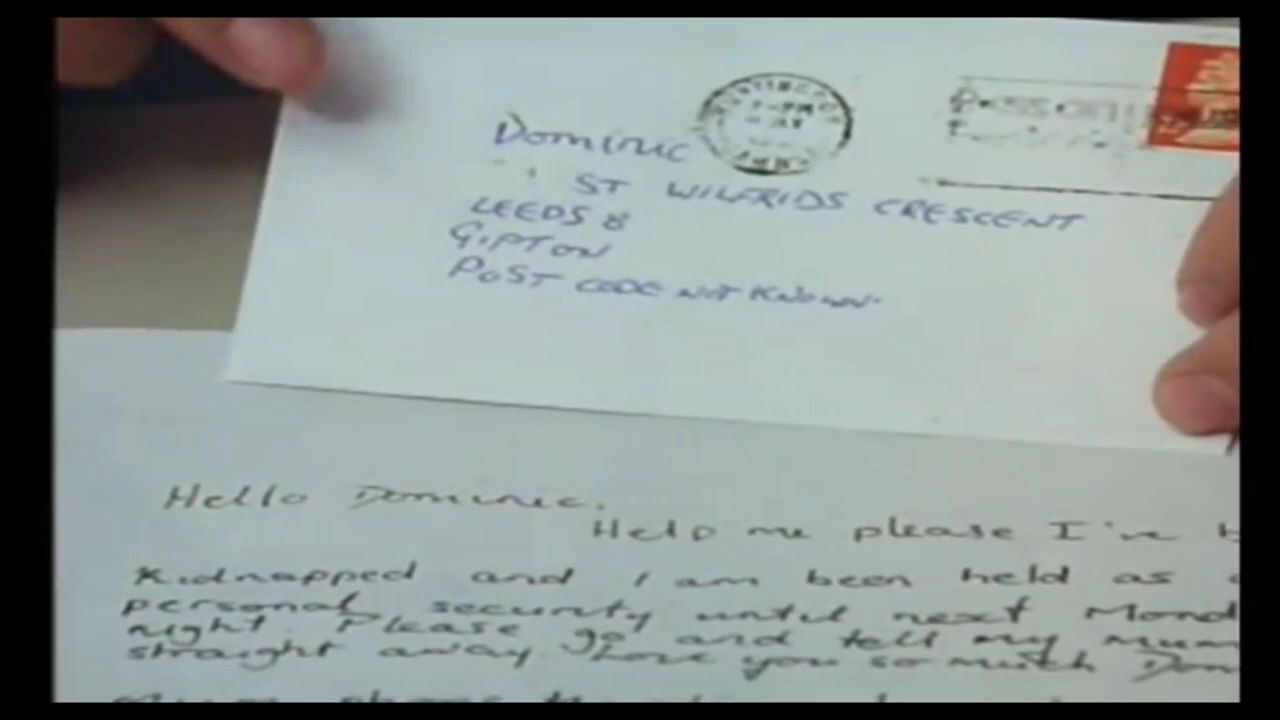 Dominic
ST WILFRIDS CRESCENT
LEEDS 8
GIPTON
POST CODE NOT KNOWN.
Hello Dominic.
Help me please I've b
Kidnapped and I am been held as a
personal security until next Mond
night. Please go and tell my mum
straight away Love you so much Dom